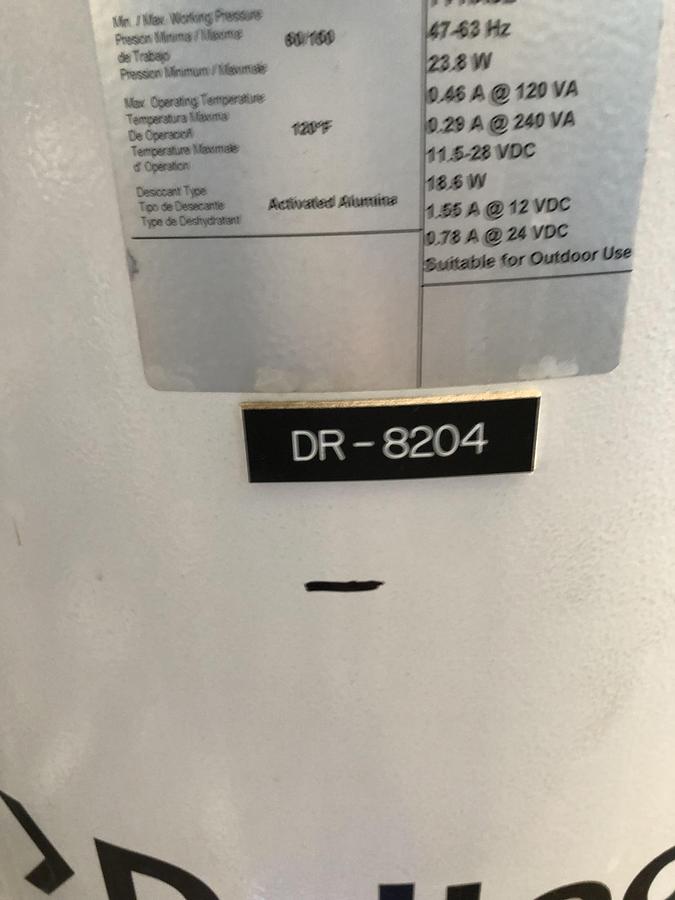 Min. / Max. Working Pressure
Presion Minima / Maxima
de Trabajo
Pression Minimum / Maximale
Max. Operating Temperature
Temperatura Maxima
De Operacion
Temperature Maximale
d' Operation
120°F
Desiccant Type
Tipo de Desecante
Type de Deshydratant
Activated Alumina
47-63 Hz
23.8 W
0.46 A @ 120 VA
0.29 A @ 240 VA
11.5-28 VDC
18.6 W
1.55 A @ 12 VDC
0.78 A @ 24 VDC
Suitable for Outdoor Use
DR-8204